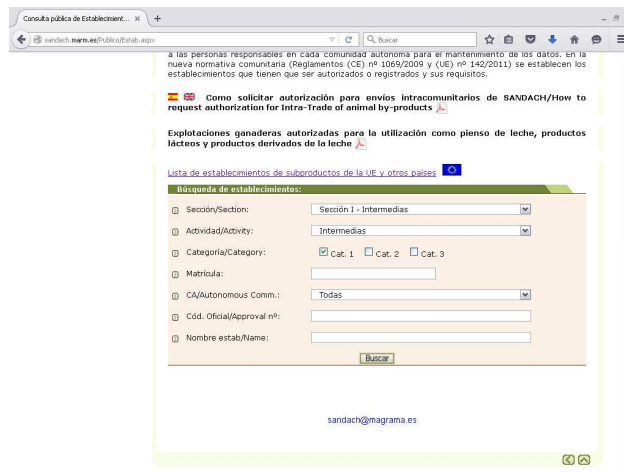 Consulta pública de Establecimient... × +
sandach.marm.es/Publico/Estab.aspx
Buscar
a las personas responsables en cada comunidad autónoma para el mantenimiento de los datos. En la
nueva normativa comunitaria (Reglamentos (CE) nº 1069/2009 y (UE) nº 142/2011) se establecen los
establecimientos que tienen que ser autorizados o registrados y sus requisitos.
Como solicitar autorización para envíos intracomunitarios de SANDACH/How to
request authorization for Intra-Trade of animal by-products
Explotaciones ganaderas autorizadas para la utilización como pienso de leche, productos
lácteos y productos derivados de la leche
Lista de establecimientos de subproductos de la UE y otros países
Búsqueda de establecimientos:
Sección/Section: Sección I - Intermedias
Actividad/Activity: Intermedias
Categoría/Category: Cat. 1 Cat. 2 Cat. 3
Matrícula:
CA/Autonomous Comm.: Todas
Cód. Oficial/Approval nº:
Nombre estab/Name:
Buscar
sandach@magrama.es